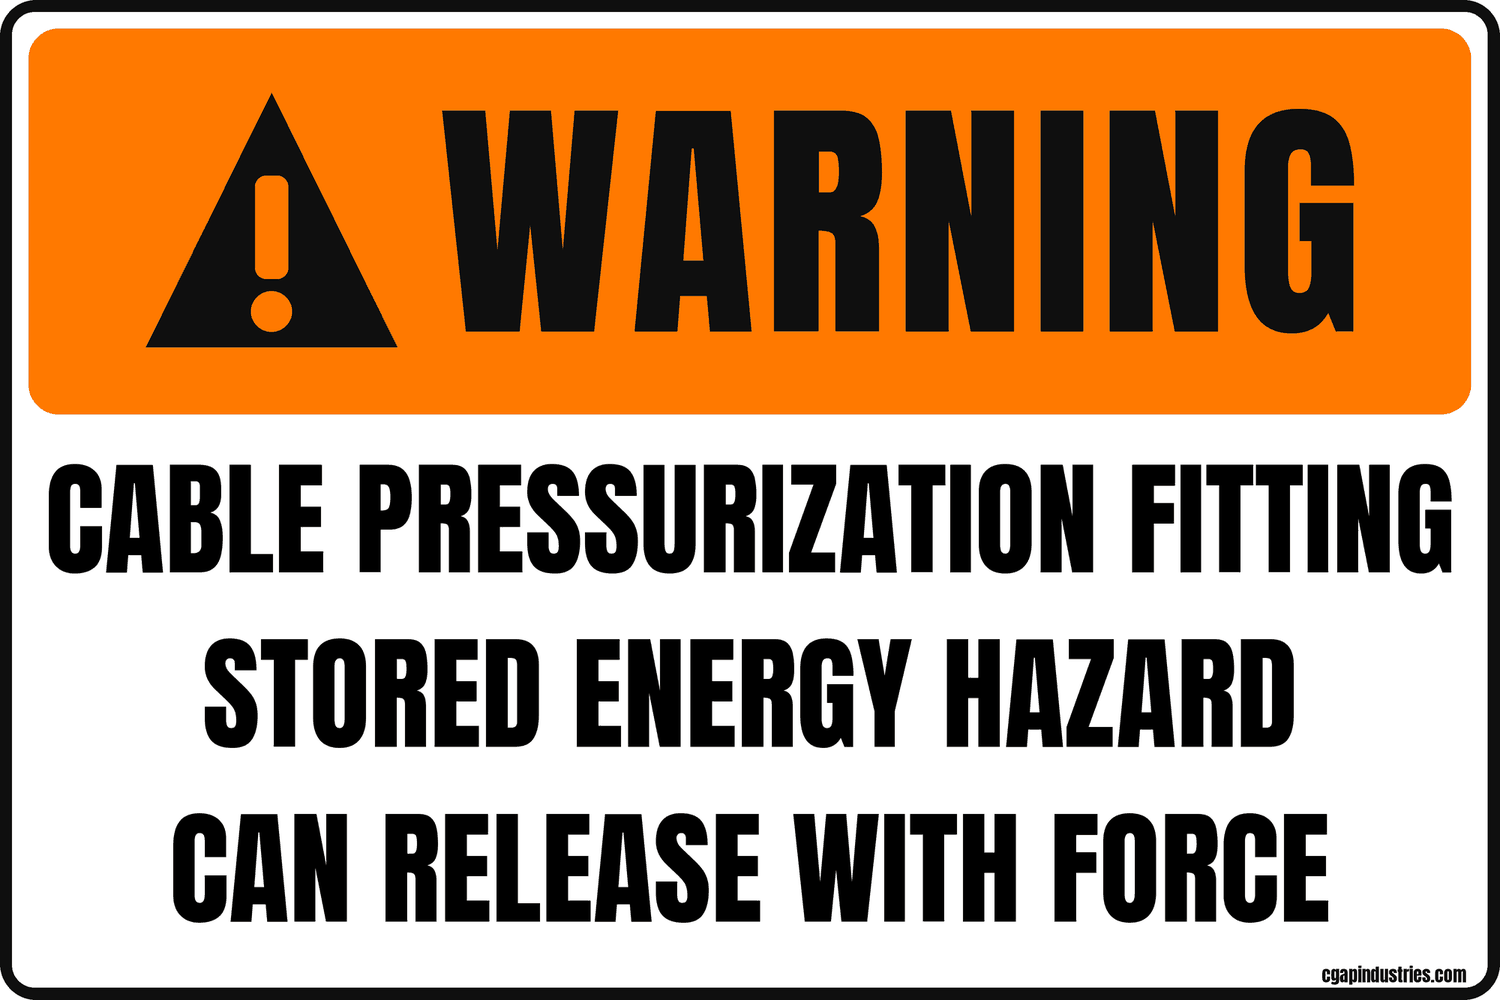 WARNING
CABLE PRESSURIZATION FITTING
STORED ENERGY HAZARD
CAN RELEASE WITH FORCE
cgapindustries.com